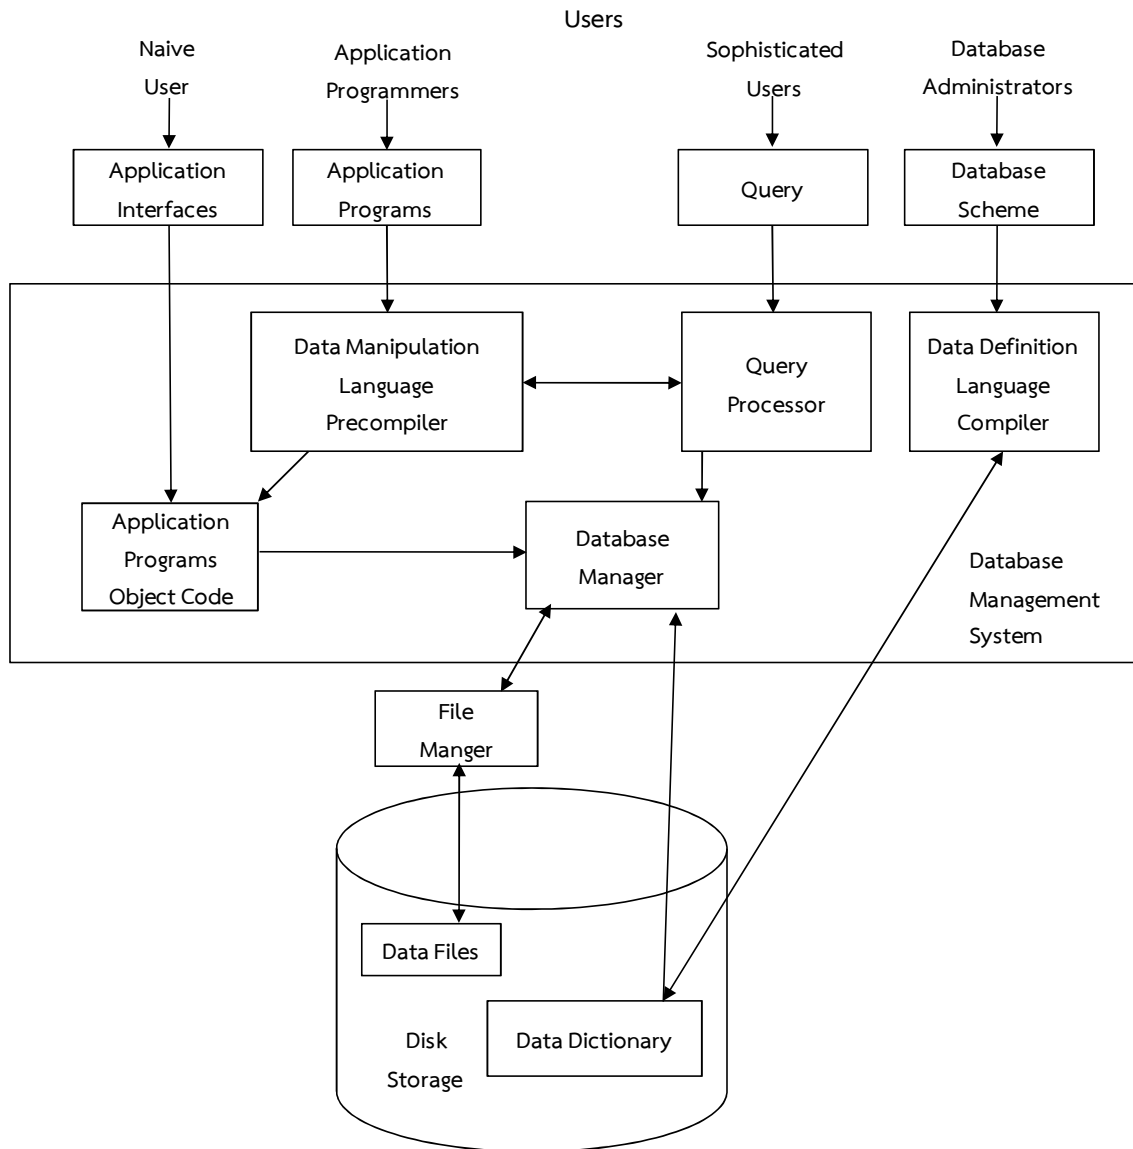 Users
Naive
User
Application
Programmers
Sophisticated
Users
Database
Administrators
Application
Interfaces
Application
Programs
Query
Database
Scheme
Data Manipulation
Language
Precompiler
Query
Processor
Data Definition
Language
Compiler
Application
Programs
Object Code
Database
Manager
Database
Management
System
File
Manger
Data Files
Disk
Storage
Data Dictionary